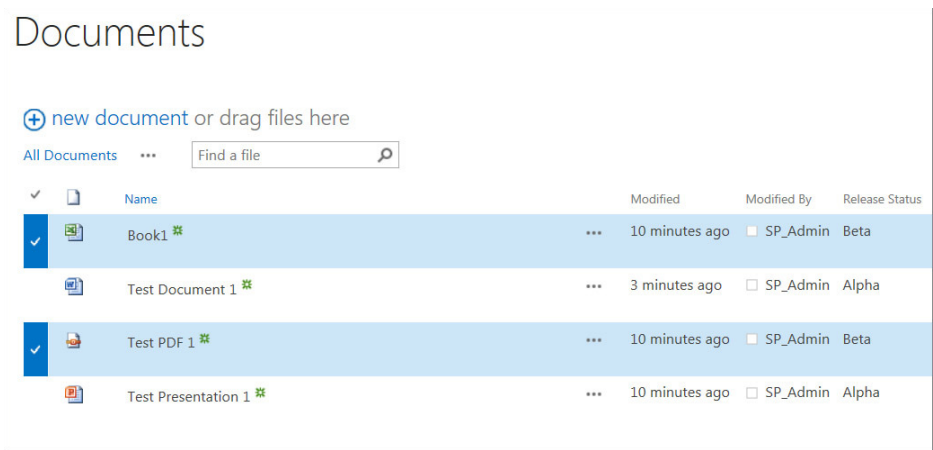 Documents
new document or drag files here
All Documents ••• Find a file
Name Modified Modified By Release Status
Book1 ••• 10 minutes ago SP_Admin Beta
Test Document 1 ••• 3 minutes ago SP_Admin Alpha
Test PDF 1 ••• 10 minutes ago SP_Admin Beta
Test Presentation 1 ••• 10 minutes ago SP_Admin Alpha